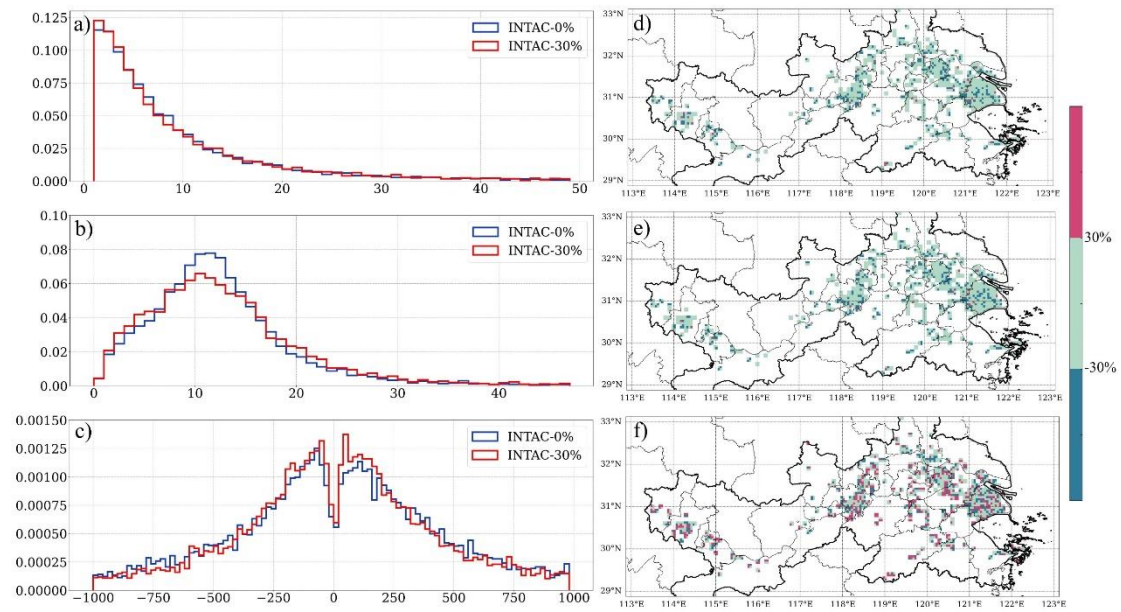 a)
0.125
0.100
0.075
0.050
0.025
0.000
0 10 20 30 40 50
INTAC-0%
INTAC-30%
d)
33°N
32°N
31°N
30°N
29°N
113°E 114°E 115°E 116°E 117°E 118°E 119°E 120°E 121°E 122°E 123°E
b)
0.10
0.08
0.06
0.04
0.02
0.00
0 10 20 30 40
INTAC-0%
INTAC-30%
e)
33°N
32°N
31°N
30°N
29°N
113°E 114°E 115°E 116°E 117°E 118°E 119°E 120°E 121°E 122°E 123°E
30%
-30%
c)
0.00150
0.00125
0.00100
0.00075
0.00050
0.00025
0.00000
-1000 -750 -500 -250 0 250 500 750 1000
INTAC-0%
INTAC-30%
f)
33°N
32°N
31°N
30°N
29°N
113°E 114°E 115°E 116°E 117°E 118°E 119°E 120°E 121°E 122°E 123°E